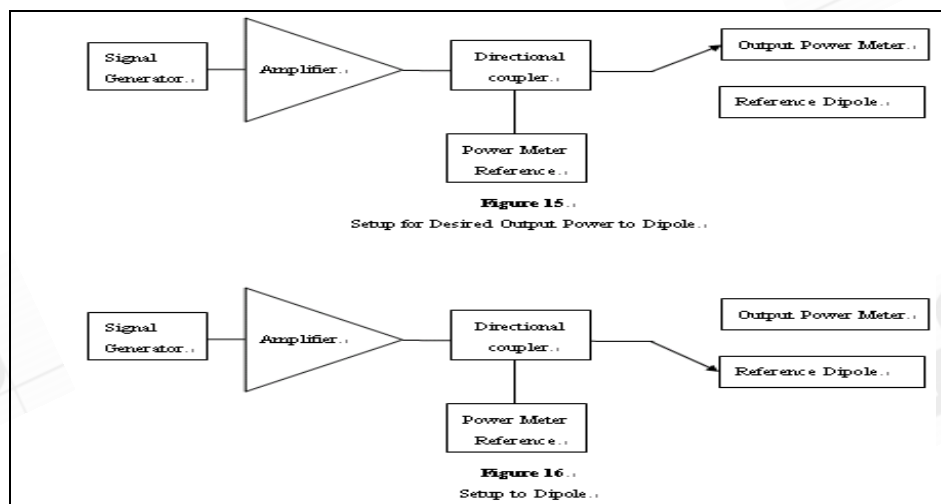 Signal
Generator.
Amplifier.
Directional
coupler.
Output Power Meter.
Reference Dipole.
Power Meter
Reference.
Figure 15.
Setup for Desired Output Power to Dipole.
Signal
Generator.
Amplifier.
Directional
coupler.
Output Power Meter.
Reference Dipole.
Power Meter
Reference.
Figure 16.
Setup to Dipole.